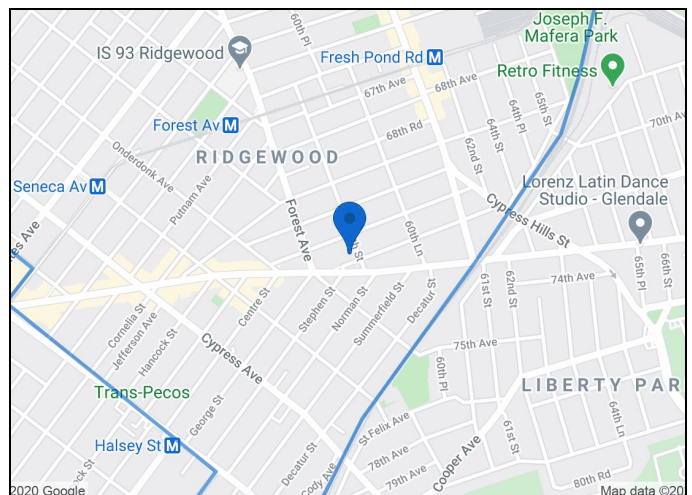 Joseph F.
Mafera Park
60th Pl
IS 93 Ridgewood
Fresh Pond Rd M
Retro Fitness
67th Ave
68th Ave
65th St
64th Pl
64th St
62nd St
70th Av
Forest Av M
68th Rd
RIDGEWOOD
Onderdonk Ave
Putnam Ave
Seneca Av M
Lorenz Latin Dance
Studio - Glendale
Cypress Hills St
Forest Ave
60th Ln
65th Pl
66th St
61st St
62nd St
74th Ave
Cornelia St
Jefferson Ave
Hancock St
Centre St
Stephen St
Norman St
Summerfield St
Decatur St
75th Ave
Cypress Ave
60th Pl
LIBERTY PAR
Trans-Pecos
George St
64th Ln
61st St
St Felix Ave
Halsey St M
78th Ave
79th Ave
Cooper Ave
Decatur St
80th Rd
2020 Google
Map data ©20